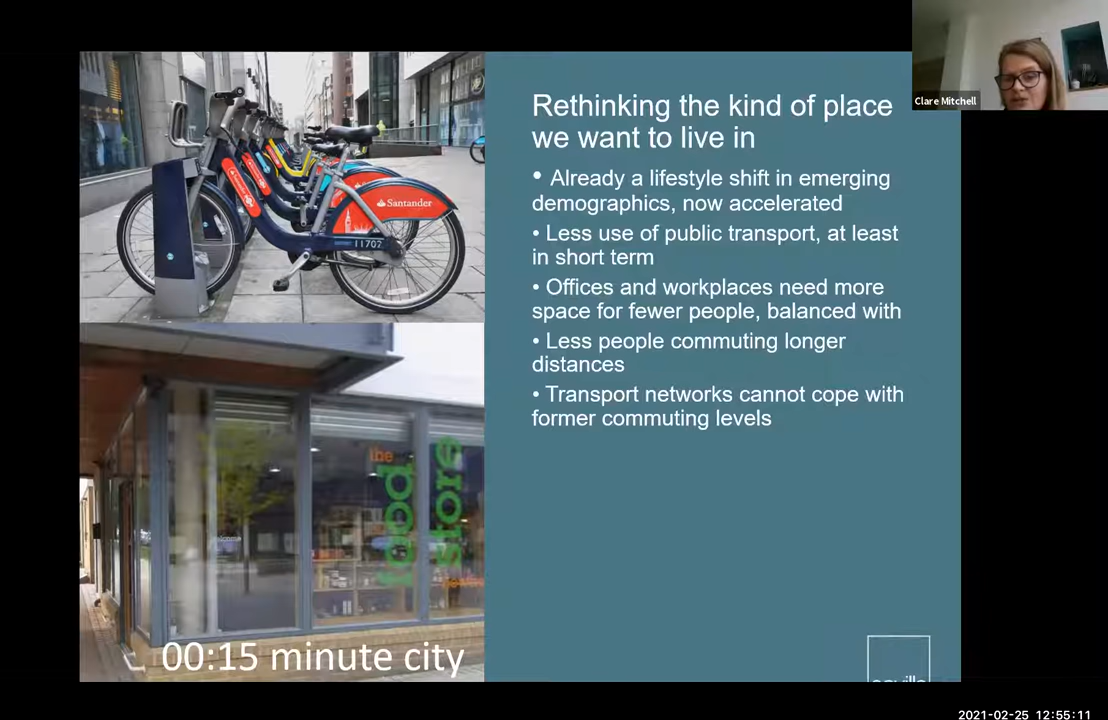 Clare Mitchell
Rethinking the kind of place
we want to live in
• Already a lifestyle shift in emerging
demographics, now accelerated
• Less use of public transport, at least
in short term
• Offices and workplaces need more
space for fewer people, balanced with
• Less people commuting longer
distances
• Transport networks cannot cope with
former commuting levels
Santander
11702
the
food
store
00:15 minute city
2021-02-25 12:55:11